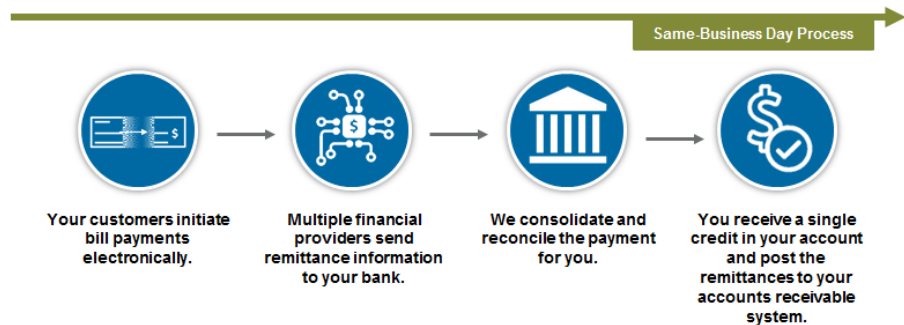 Same-Business Day Process
$
$
Your customers initiate
bill payments
electronically.
Multiple financial
providers send
remittance information
to your bank.
We consolidate and
reconcile the payment
for you.
You receive a single
credit in your account
and post the
remittances to your
accounts receivable
system.